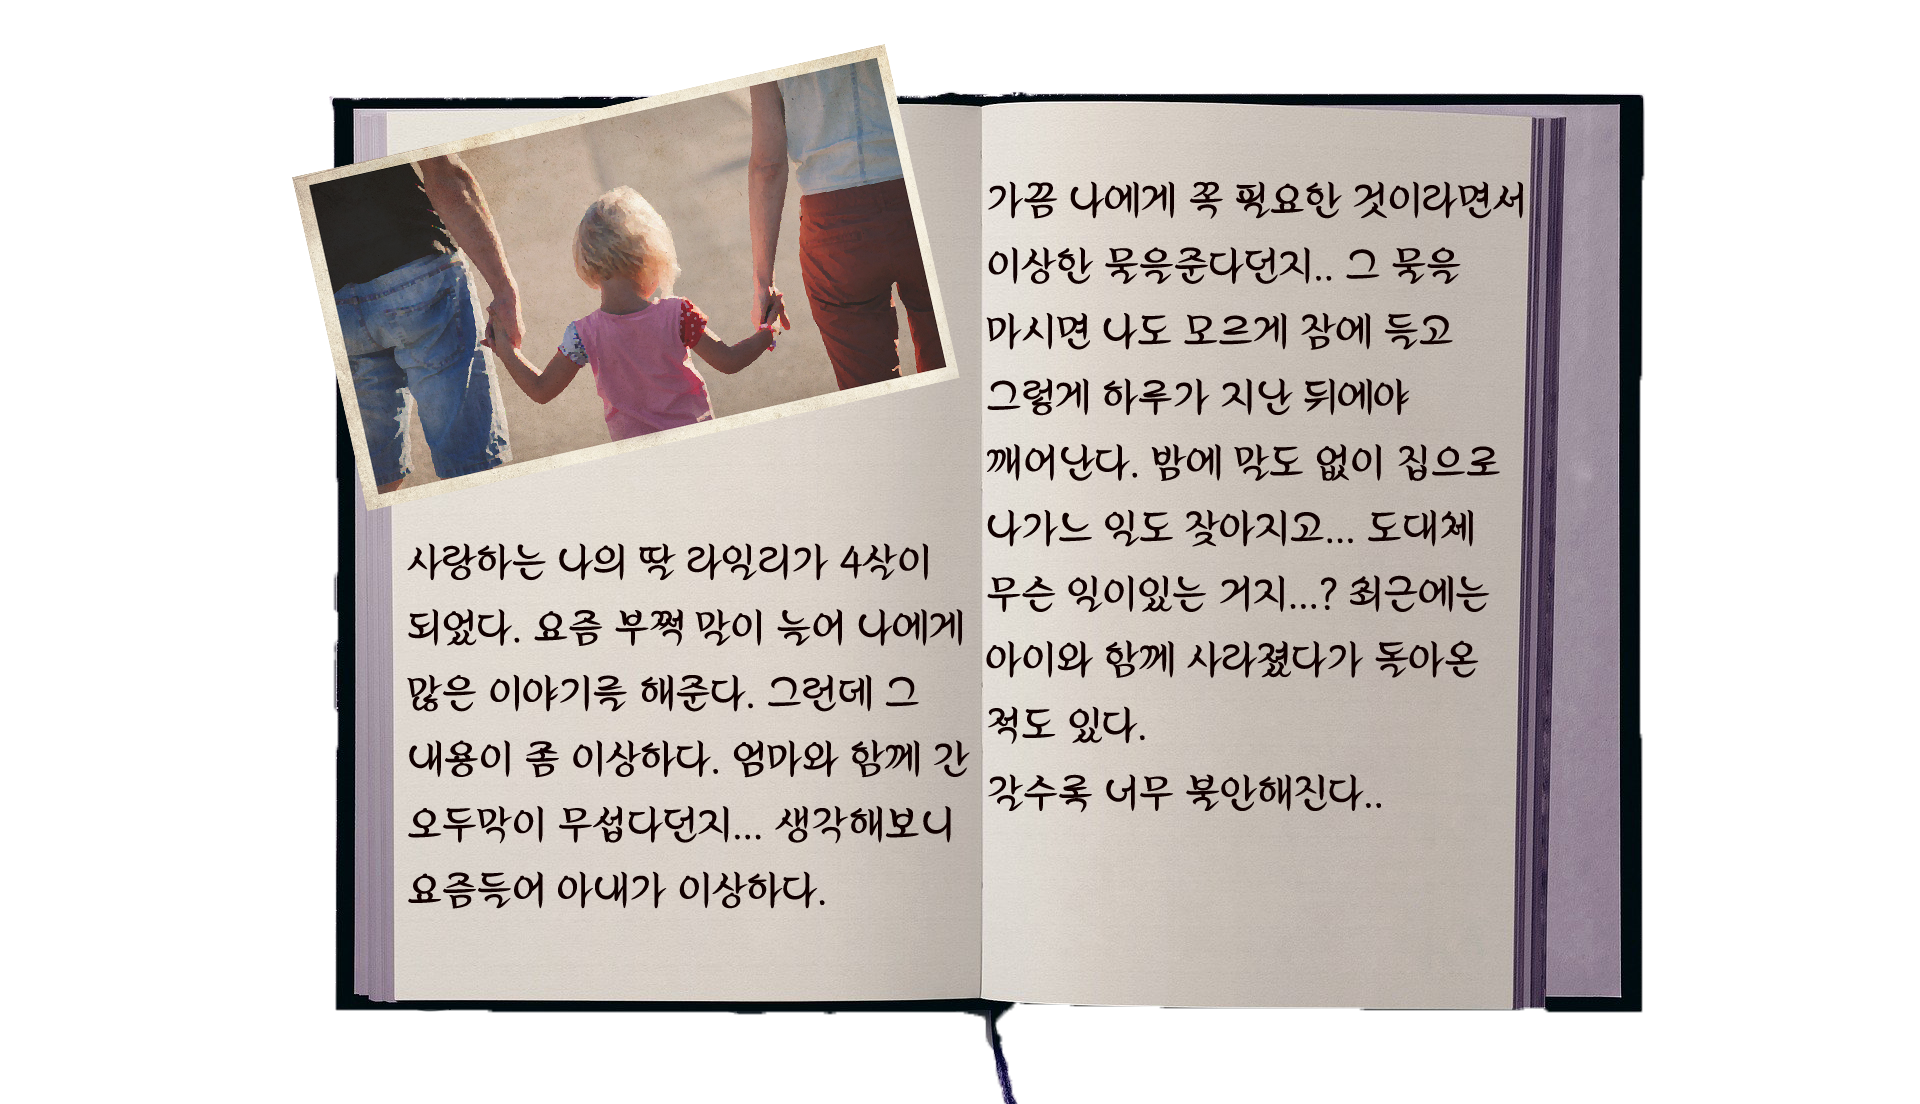 사랑하는 나의 딸 라일리가 4살이
되었다. 요즘 부쩍 말이 늘어 나에게
많은 이야기를 해준다. 그런데 그
내용이 좀 이상하다. 엄마와 함께 간
오두막이 무섭다던지... 생각해보니
요즘들어 아내가 이상하다.
가끔 나에게 꼭 필요한 것이라면서
이상한 물을준다던지.. 그 물을
마시면 나도 모르게 잠에 들고
그렇게 하루가 지난 뒤에야
깨어난다. 밤에 말도 없이 집으로
나가느 일도 잦아지고... 도대체
무슨 일이있는 거지...? 최근에는
아이와 함께 사라졌다가 돌아온
적도 있다.
갈수록 너무 불안해진다..